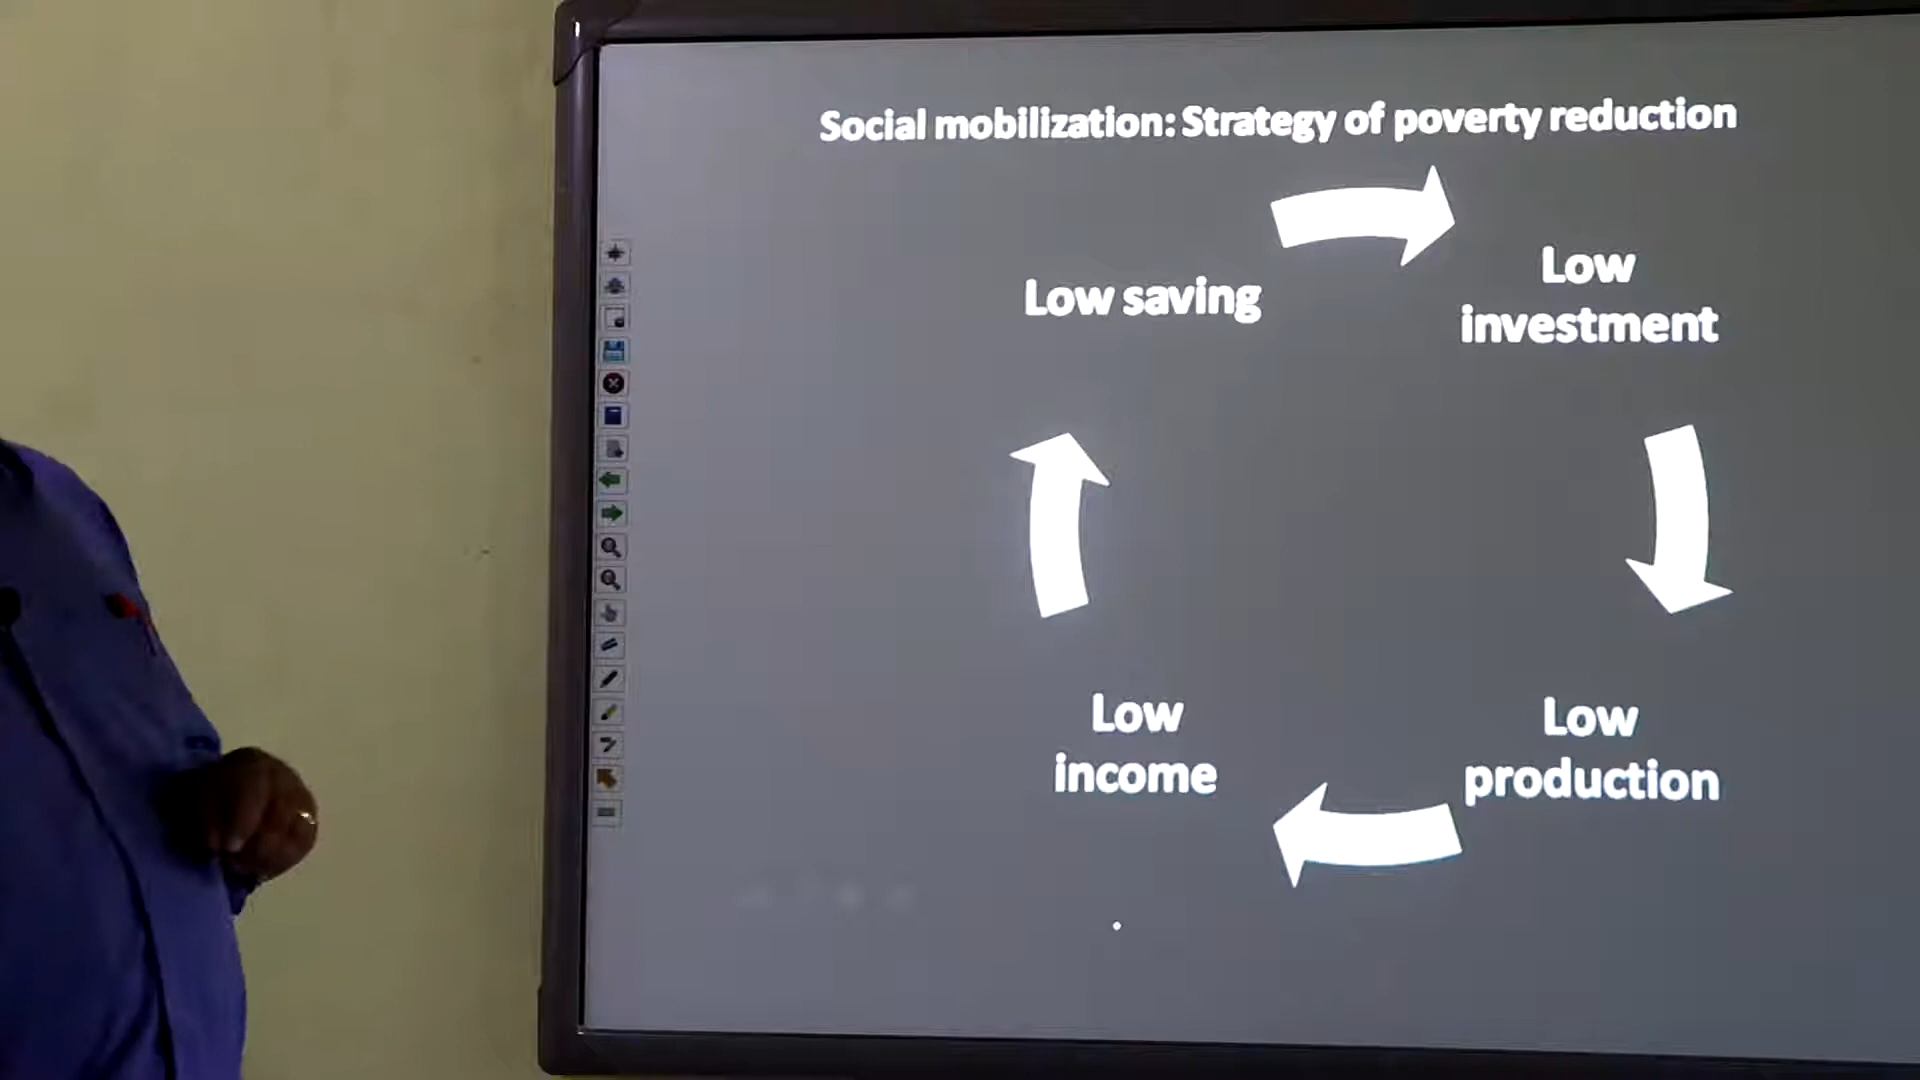 Social mobilization: Strategy of poverty reduction
Low saving
Low
investment
Low
production
Low
income